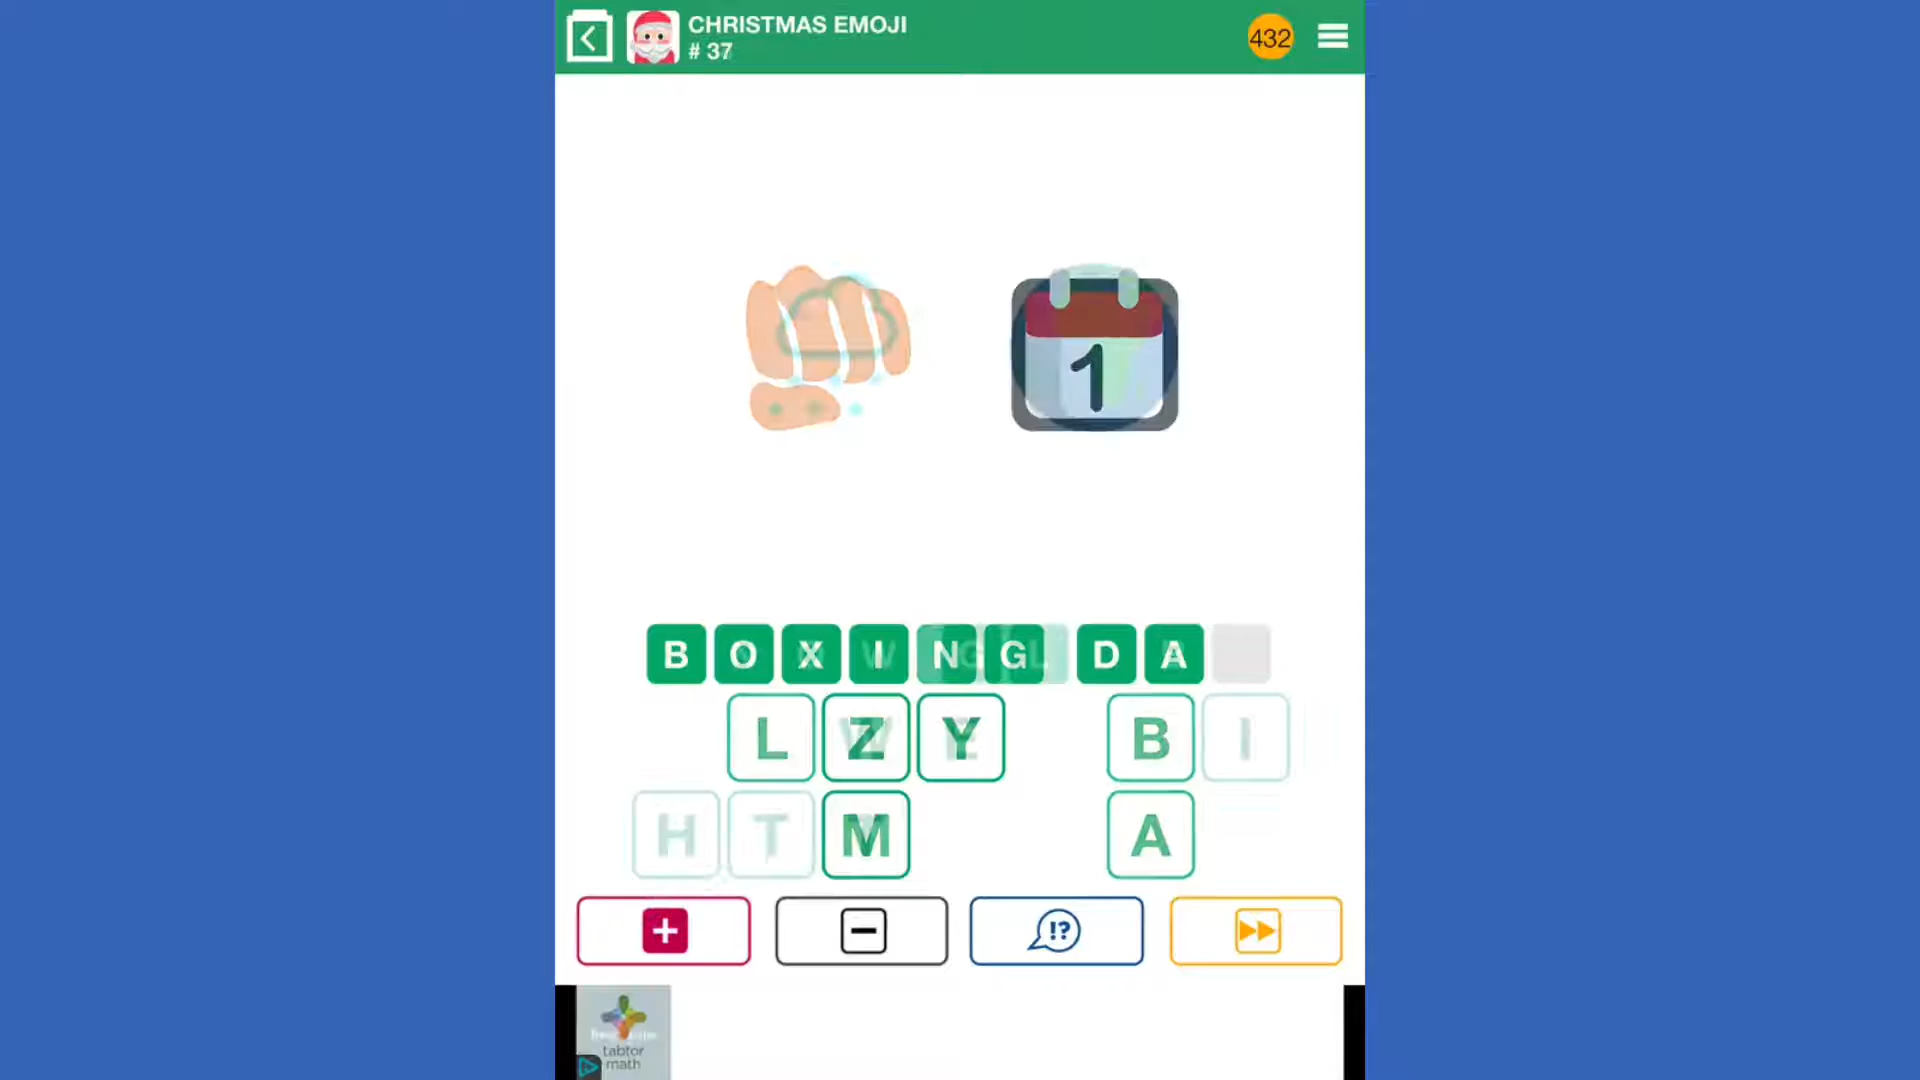 CHRISTMAS EMOJI
# 37
432
1
B O X I N G D A
L Z Y B I
H T M A
!?
tabtor
math